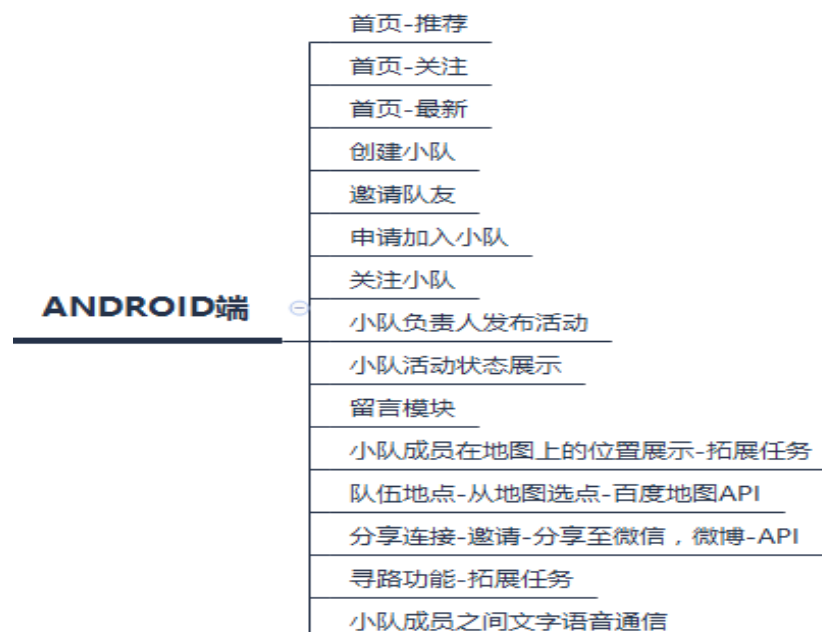 首页-推荐
首页-关注
首页-最新
创建小队
邀请队友
申请加入小队
关注小队
ANDROID端
小队负责人发布活动
小队活动状态展示
留言模块
小队成员在地图上的位置展示-拓展任务
队伍地点-从地图选点-百度地图API
分享连接-邀请-分享至微信，微博-API
寻路功能-拓展任务
小队成员之间文字语音通信